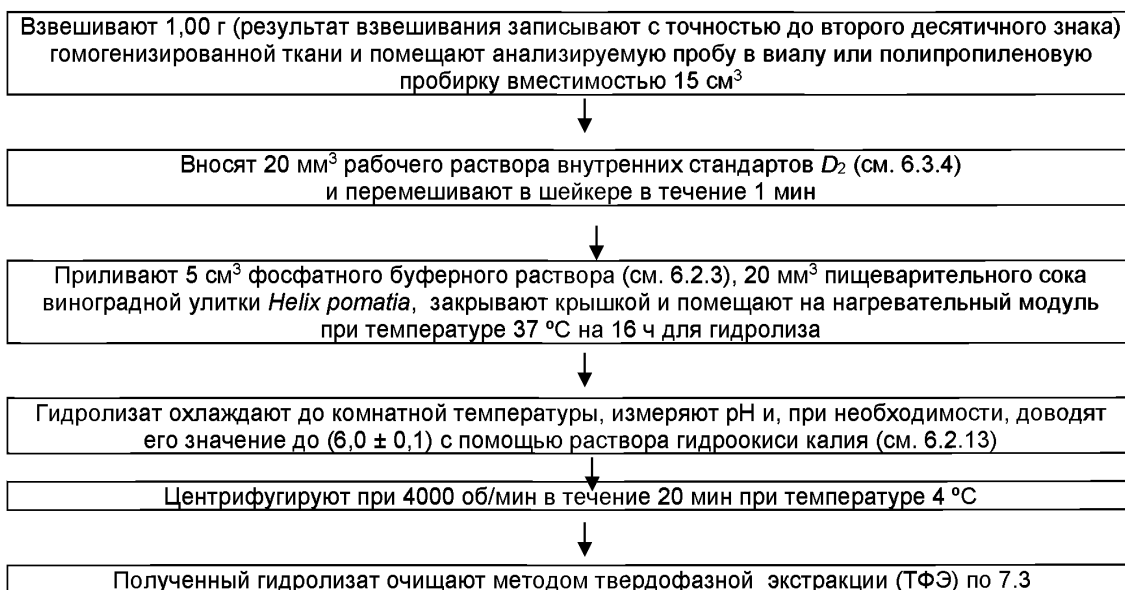 Взвешивают 1,00 г (результат взвешивания записывают с точностью до второго десятичного знака)
гомогенизированной ткани и помещают анализируемую пробу в виалу или полипропиленовую
пробирку вместимостью 15 см³
Вносят 20 мм³ рабочего раствора внутренних стандартов D₂ (см. 6.3.4)
и перемешивают в шейкере в течение 1 мин
Приливают 5 см³ фосфатного буферного раствора (см. 6.2.3), 20 мм³ пищеварительного сока
виноградной улитки Helix pomatia, закрывают крышкой и помещают на нагревательный модуль
при температуре 37 ºС на 16 ч для гидролиза
Гидролизат охлаждают до комнатной температуры, измеряют рН и, при необходимости, доводят
его значение до (6,0 ± 0,1) с помощью раствора гидроокиси калия (см. 6.2.13)
Центрифугируют при 4000 об/мин в течение 20 мин при температуре 4 ºС
Полученный гидролизат очищают методом твердофазной экстракции (ТФЭ) по 7.3